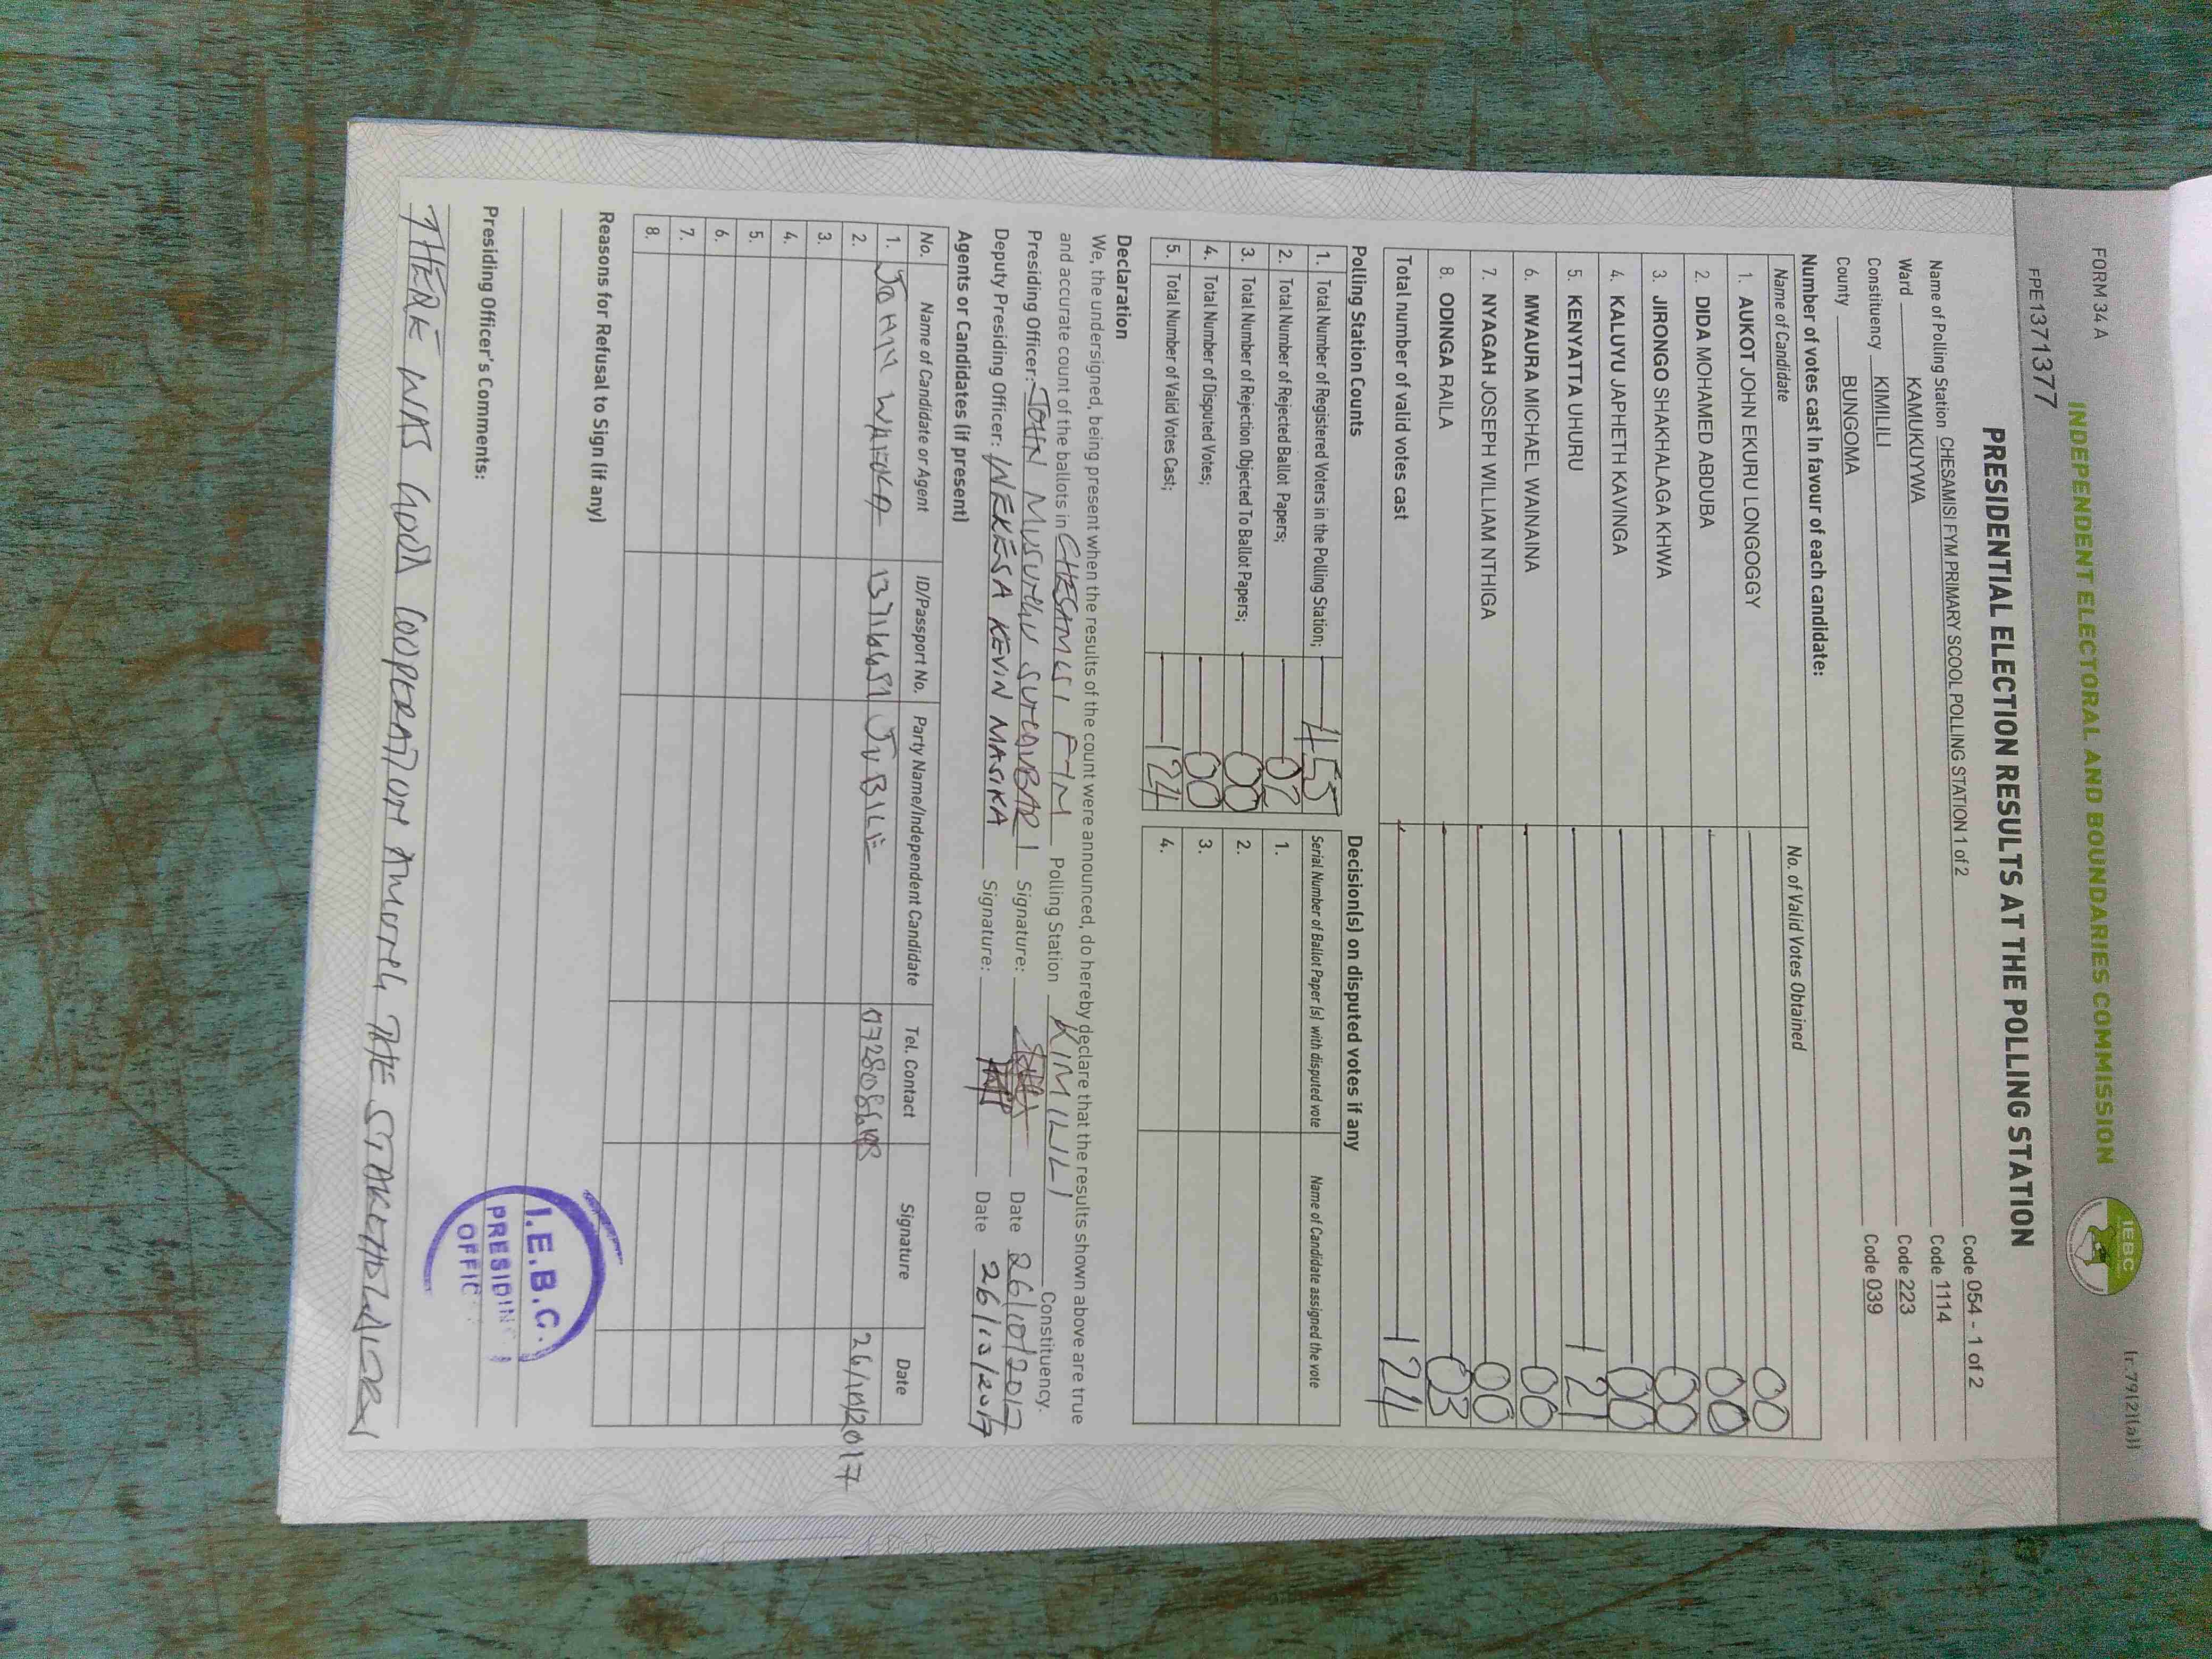 FORM 34 A
(r.79(2)(a))
INDEPENDENT ELECTORAL AND BOUNDARIES COMMISSION
IEBC
FPE1371377
PRESIDENTIAL ELECTION RESULTS AT THE POLLING STATION
Name of Polling Station CHESAMISI FYM PRIMARY SCOOL POLLING STATION 1 of 2 Code 054 - 1 of 2
Ward KAMUKUYWA Code 1114
Constituency KIMILILI Code 223
County BUNGOMA Code 039
Number of votes cast in favour of each candidate:
Name of Candidate No. of Valid Votes Obtained
1. AUKOT JOHN EKURU LONGOGGY 00
2. DIDA MOHAMED ABDUBA 00
3. JIRONGO SHAKHALAGA KHWA 00
4. KALUYU JAPHETH KAVINGA 00
5. KENYATTA UHURU 121
6. MWAURA MICHAEL WAINAINA 00
7. NYAGAH JOSEPH WILLIAM NTHIGA 00
8. ODINGA RAILA 03
Total number of valid votes cast 124
Polling Station Counts
1. Total Number of Registered Voters in the Polling Station; 455
2. Total Number of Rejected Ballot Papers; 02
3. Total Number of Rejection Objected To Ballot Papers; 00
4. Total Number of Disputed Votes; 00
5. Total Number of Valid Votes Cast; 124
Decision(s) on disputed votes if any
Serial Number of Ballot Paper (s) with disputed vote Name of Candidate assigned the vote
1.
2.
3.
4.
Declaration
We, the undersigned, being present when the results of the count were announced, do hereby declare that the results shown above are true
and accurate count of the ballots in CHESAMISI FYM Polling Station KIMILILI Constituency.
Presiding Officer: JOHN Signature: Date 26/10/2017
Deputy Presiding Officer: WEKESA KEVIN MASIKA Signature: Date 26/10/2017
Agents or Candidates (if present)
No. Name of Candidate or Agent ID/Passport No. Party Name/Independent Candidate Tel. Contact Signature Date
1. JOHN JUBILE 26/10/2017
2.
3.
4.
5.
6.
7.
8.
Reasons for Refusal to Sign (if any)
Presiding Officer's Comments:
THERE WAS GOOD COOPERATION AMONG THE STAKEHOLDERS
I.E.B.C.
PRESIDING
OFFIC